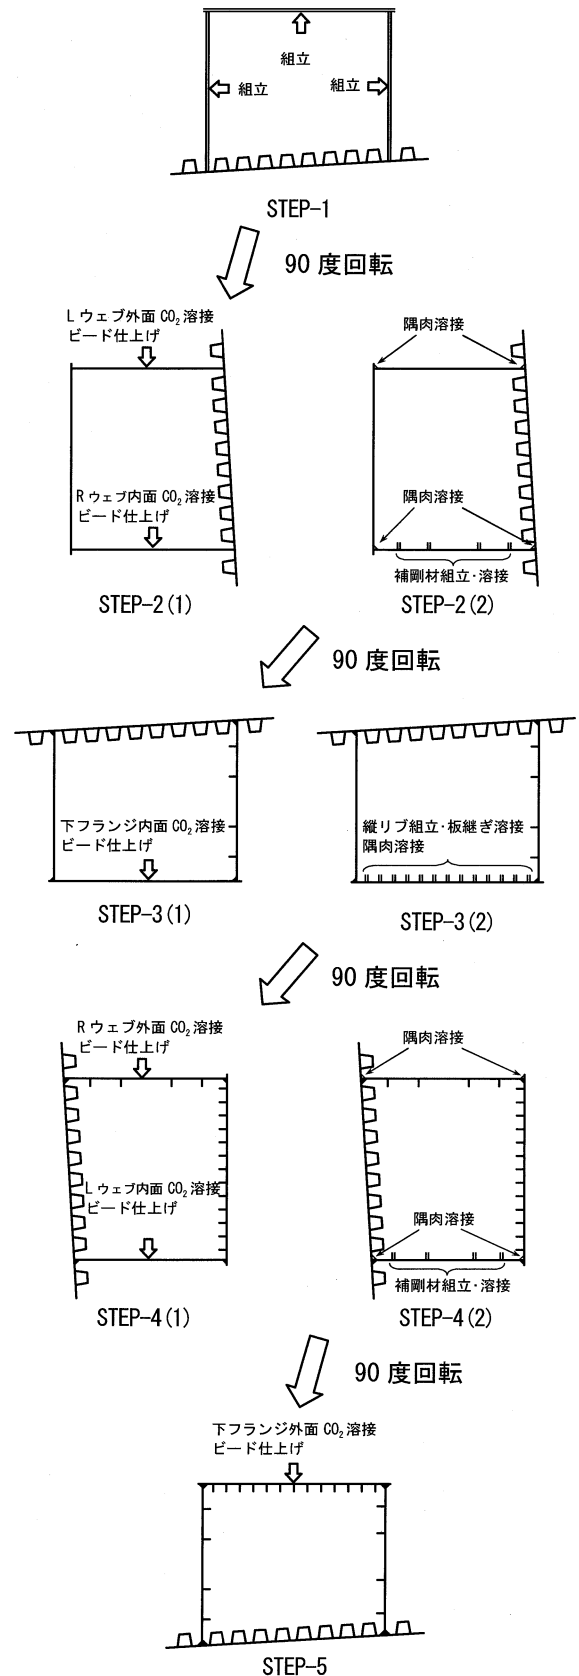 組立
組立
組立
STEP-1
90 度回転
L ウェブ外面 CO₂ 溶接
ビード仕上げ
R ウェブ内面 CO₂ 溶接
ビード仕上げ
STEP-2(1)
隅肉溶接
隅肉溶接
補剛材組立・溶接
STEP-2(2)
90 度回転
下フランジ内面 CO₂ 溶接
ビード仕上げ
STEP-3(1)
縦リブ組立・板継ぎ溶接
隅肉溶接
STEP-3(2)
90 度回転
R ウェブ外面 CO₂ 溶接
ビード仕上げ
L ウェブ内面 CO₂ 溶接
ビード仕上げ
STEP-4(1)
隅肉溶接
隅肉溶接
補剛材組立・溶接
STEP-4(2)
90 度回転
下フランジ外面 CO₂ 溶接
ビード仕上げ
STEP-5